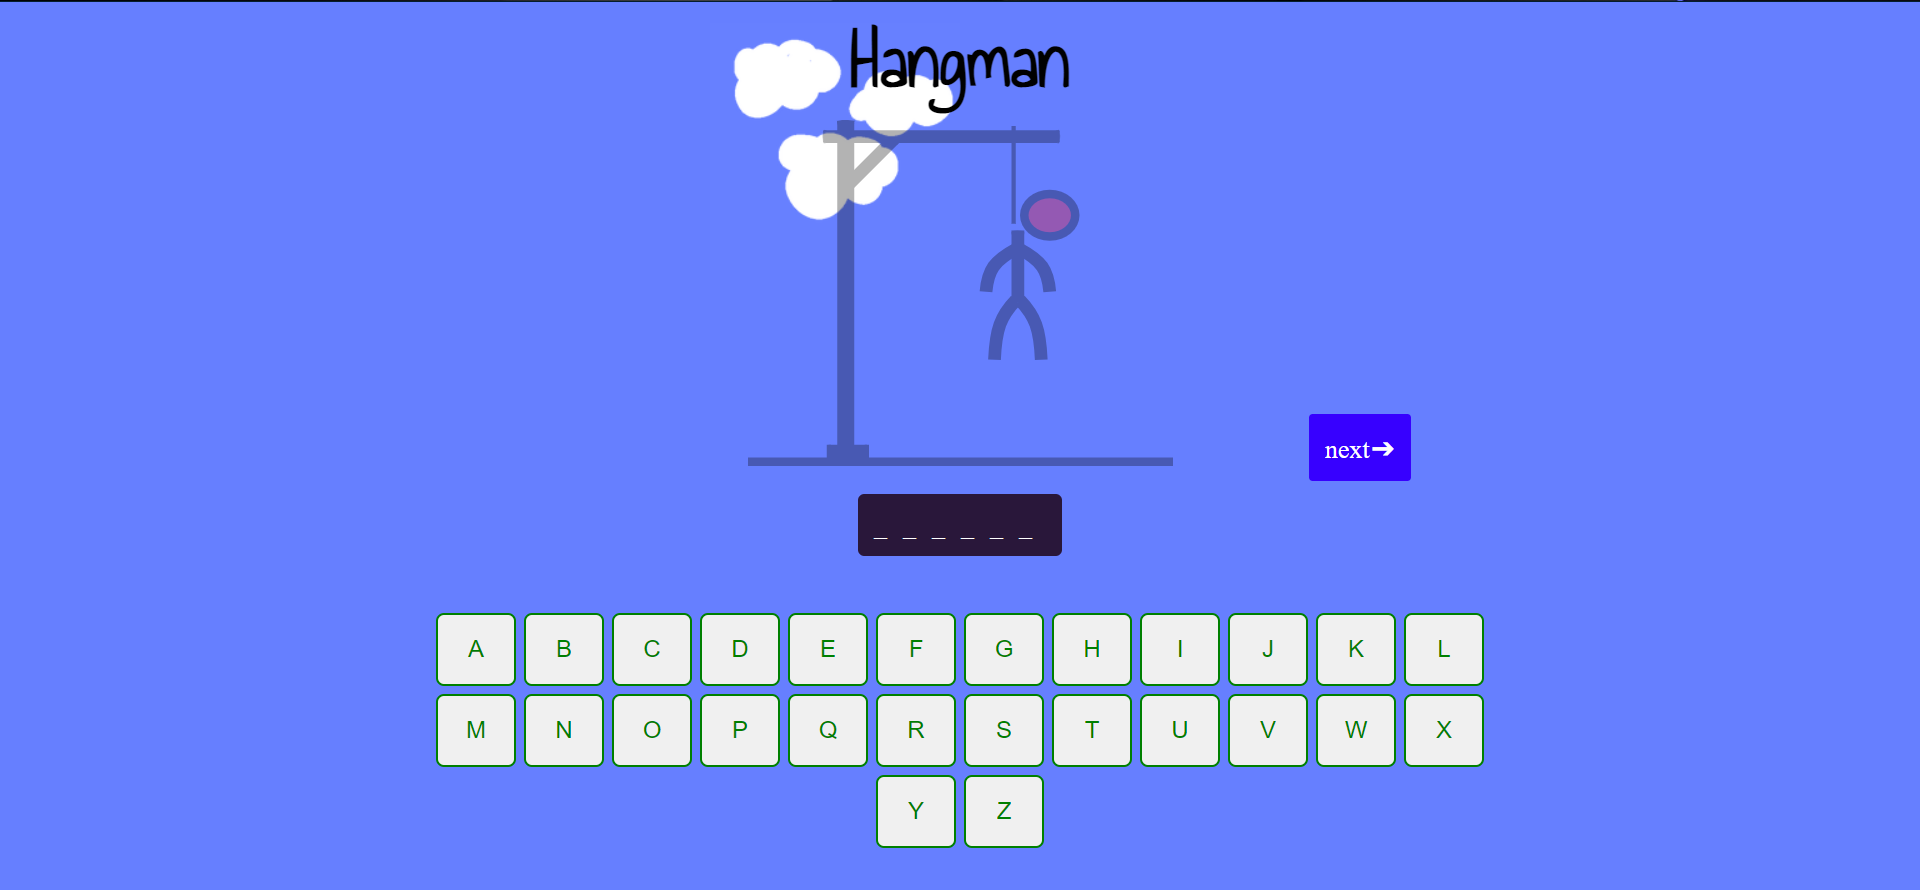 Hangman
next➔
_ _ _ _ _ _
A B C D E F G H I J K L
M N O P Q R S T U V W X
Y Z